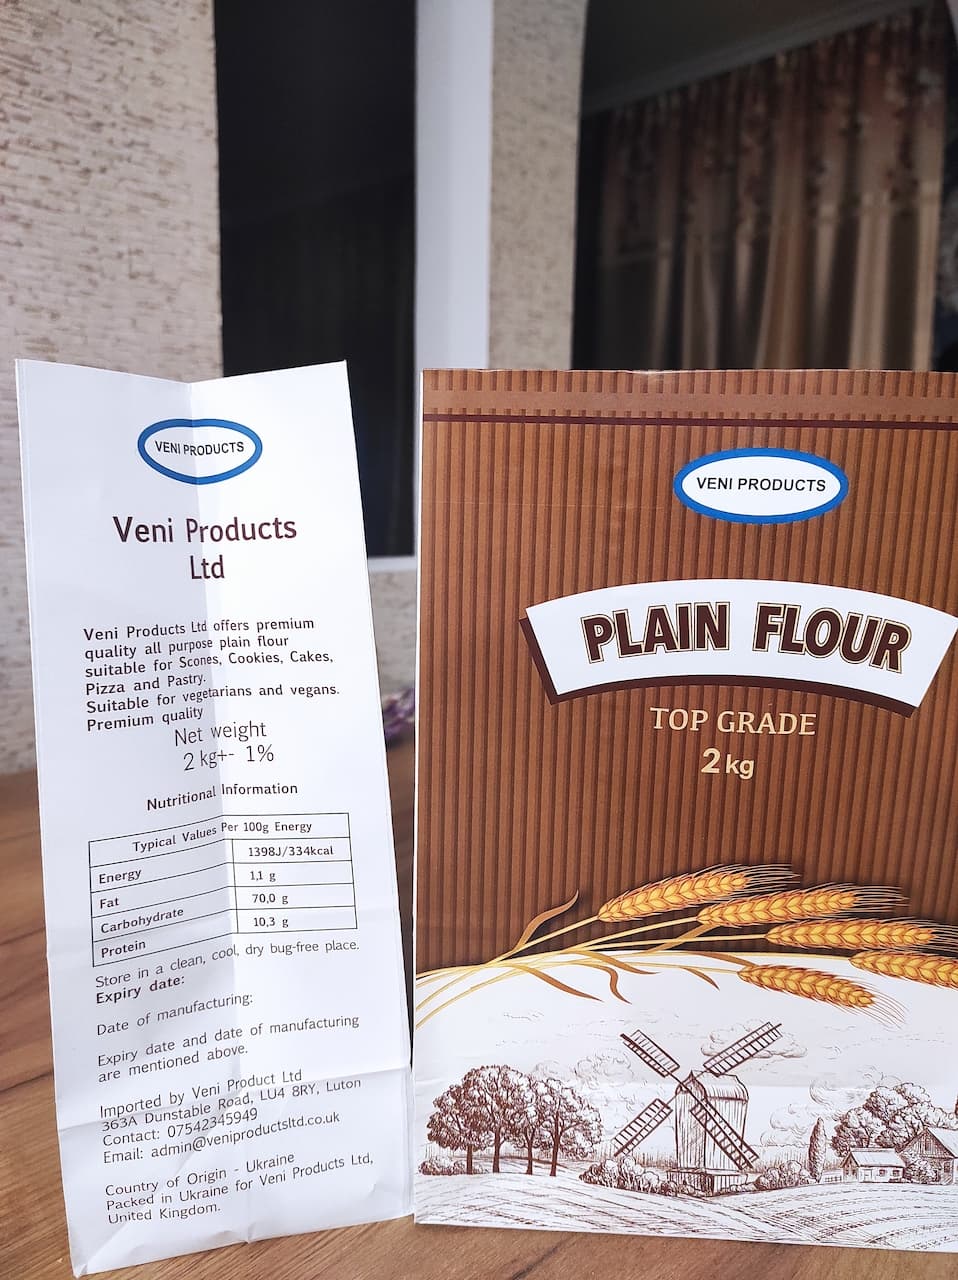 VENI PRODUCTS
Veni Products
Ltd
Veni Products Ltd offers premium
quality all purpose plain flour
suitable for Scones, Cookies, Cakes,
Pizza and Pastry.
Suitable for vegetarians and vegans.
Premium quality
Net weight
2 kg+- 1%
Nutritional Information
Typical Values Per 100g Energy
Energy 1398J/334kcal
Fat 1,1 g
Carbohydrate 70,0 g
Protein 10,3 g
Store in a clean, cool, dry bug-free place.
Expiry date:
Date of manufacturing:
Expiry date and date of manufacturing
are mentioned above.
Imported by Veni Product Ltd
363A Dunstable Road, LU4 8RY, Luton
Contact: 07542345949
Email: admin@veniproductsltd.co.uk
Country of Origin - Ukraine
Packed in Ukraine for Veni Products Ltd,
United Kingdom.
VENI PRODUCTS
PLAIN FLOUR
TOP GRADE
2 kg